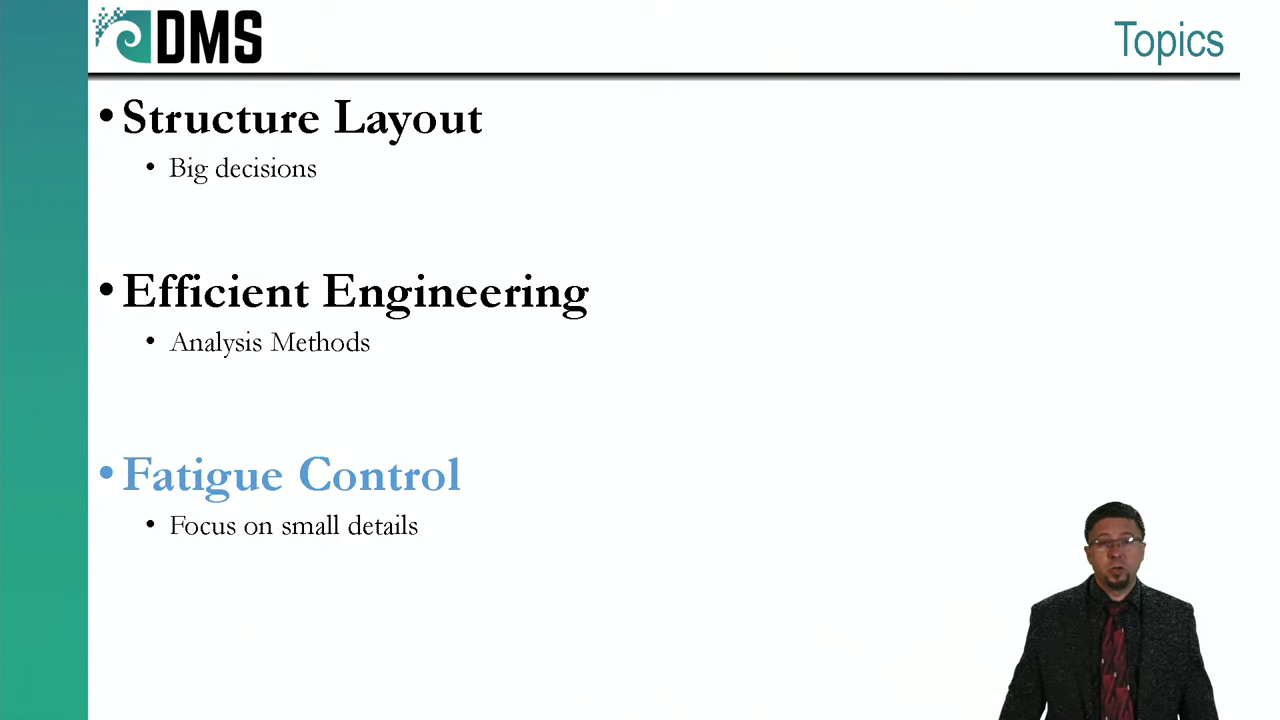 DMS
Topics
• Structure Layout
• Big decisions
• Efficient Engineering
• Analysis Methods
• Fatigue Control
• Focus on small details